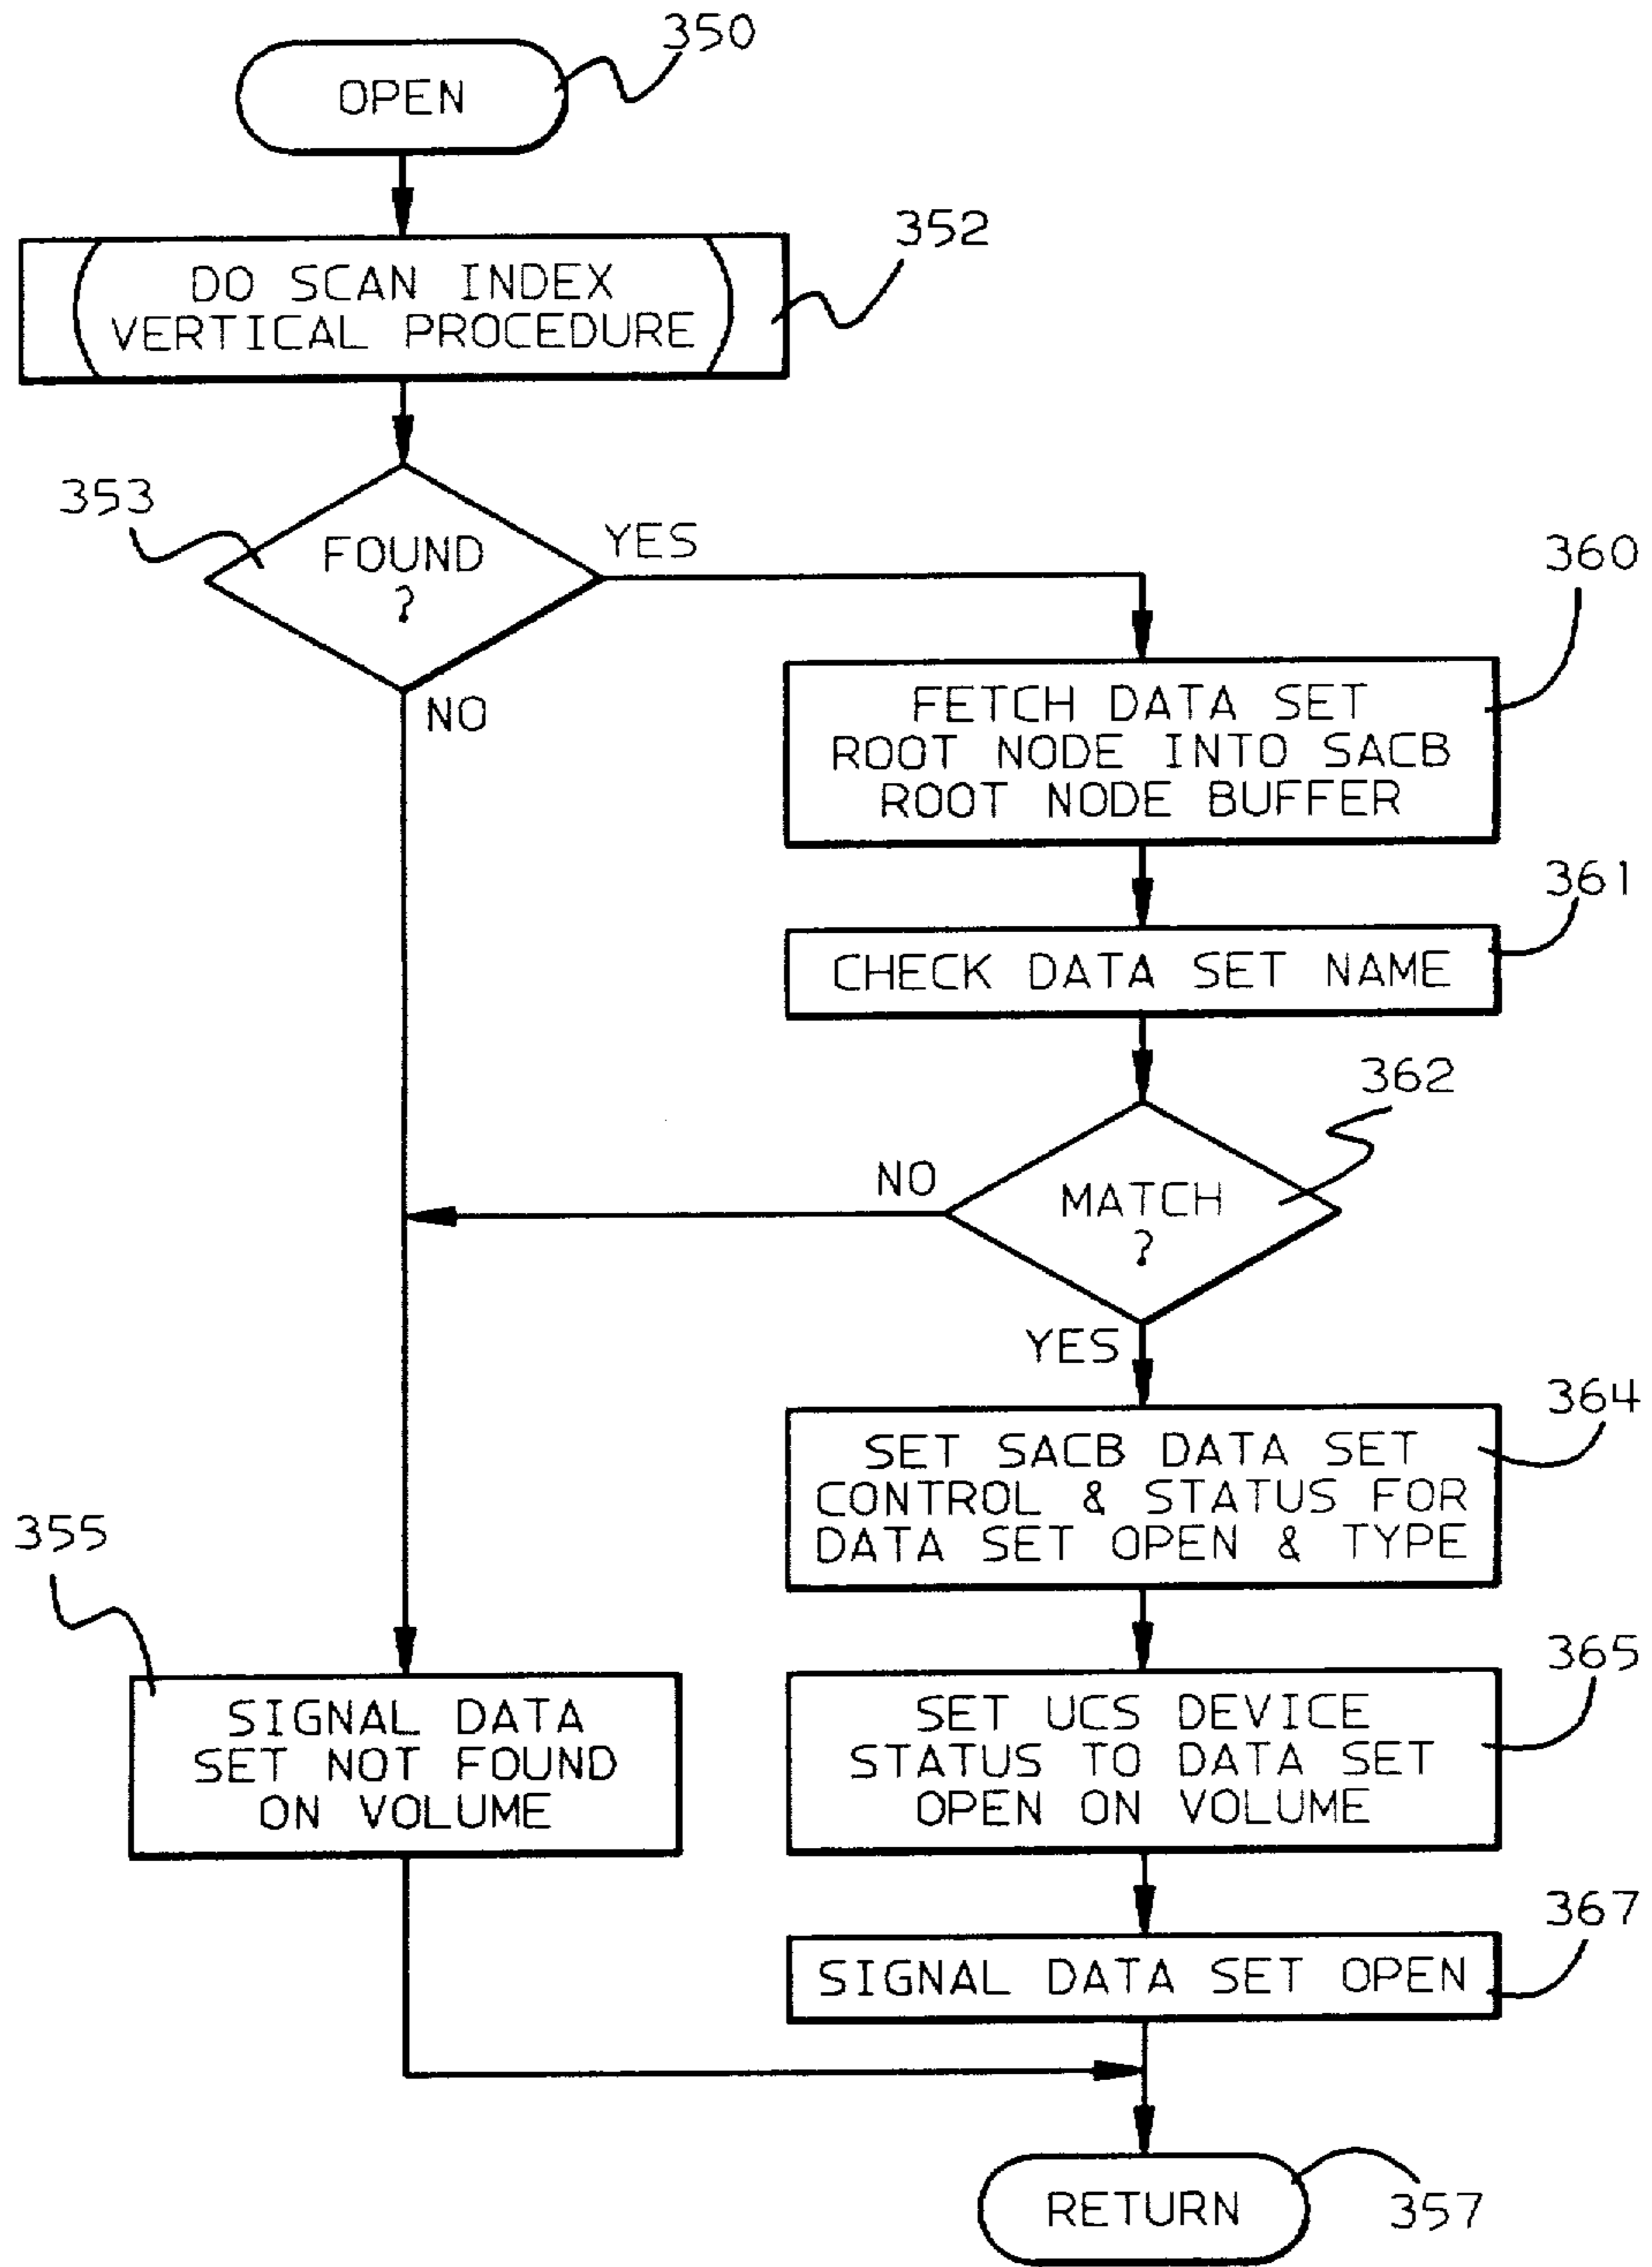 350
OPEN
352
DO SCAN INDEX
VERTICAL PROCEDURE
353
FOUND
?
YES
NO
360
FETCH DATA SET
ROOT NODE INTO SACB
ROOT NODE BUFFER
361
CHECK DATA SET NAME
362
MATCH
?
NO
YES
364
SET SACB DATA SET
CONTROL & STATUS FOR
DATA SET OPEN & TYPE
355
SIGNAL DATA
SET NOT FOUND
ON VOLUME
365
SET UCS DEVICE
STATUS TO DATA SET
OPEN ON VOLUME
367
SIGNAL DATA SET OPEN
RETURN
357